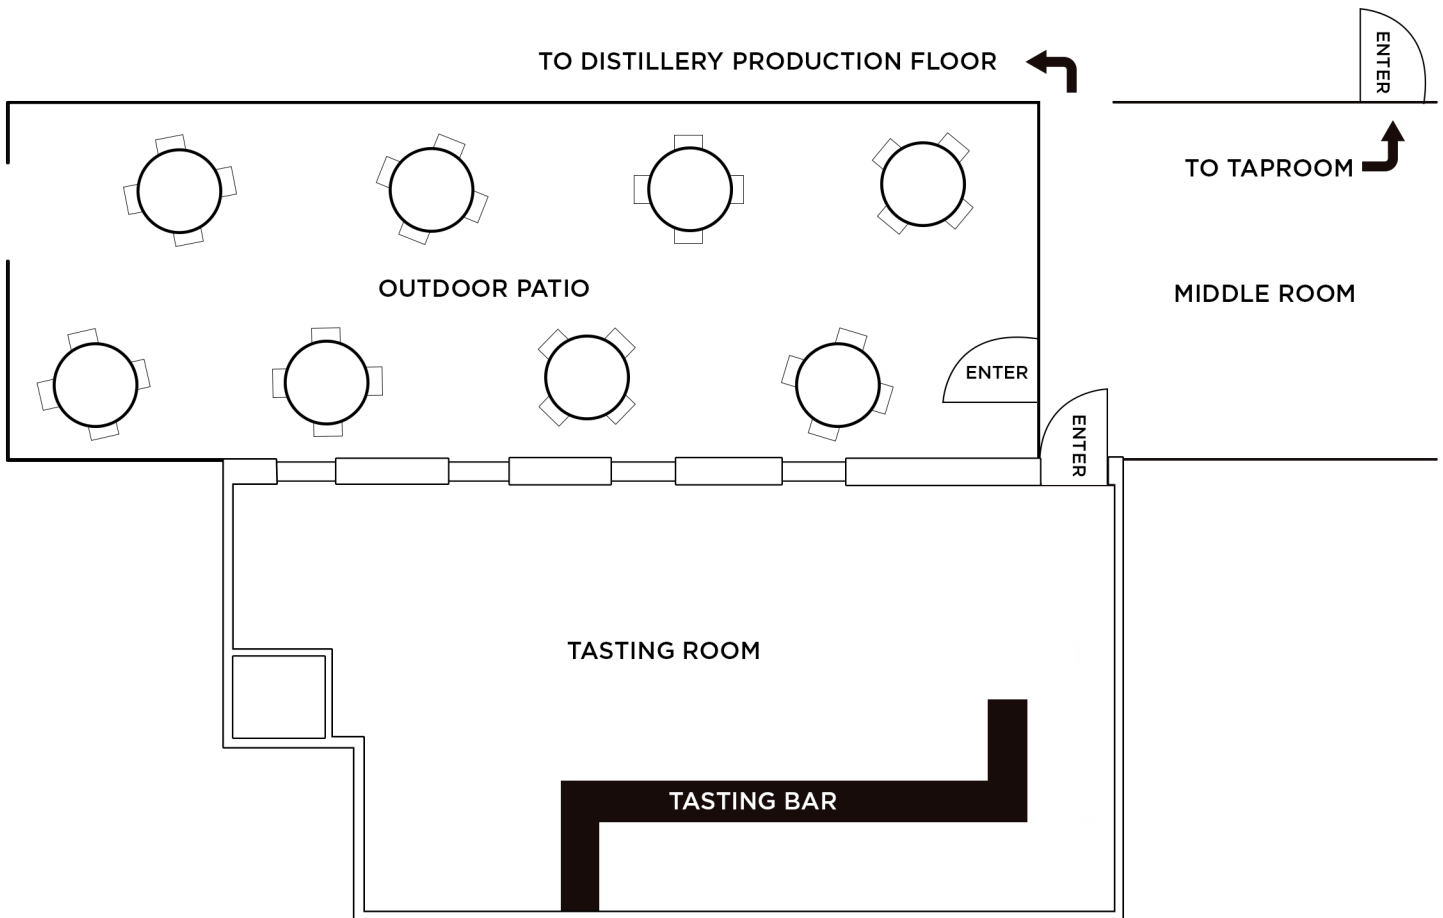 TO DISTILLERY PRODUCTION FLOOR
ENTER
TO TAPROOM
OUTDOOR PATIO
MIDDLE ROOM
ENTER
ENTER
TASTING ROOM
TASTING BAR